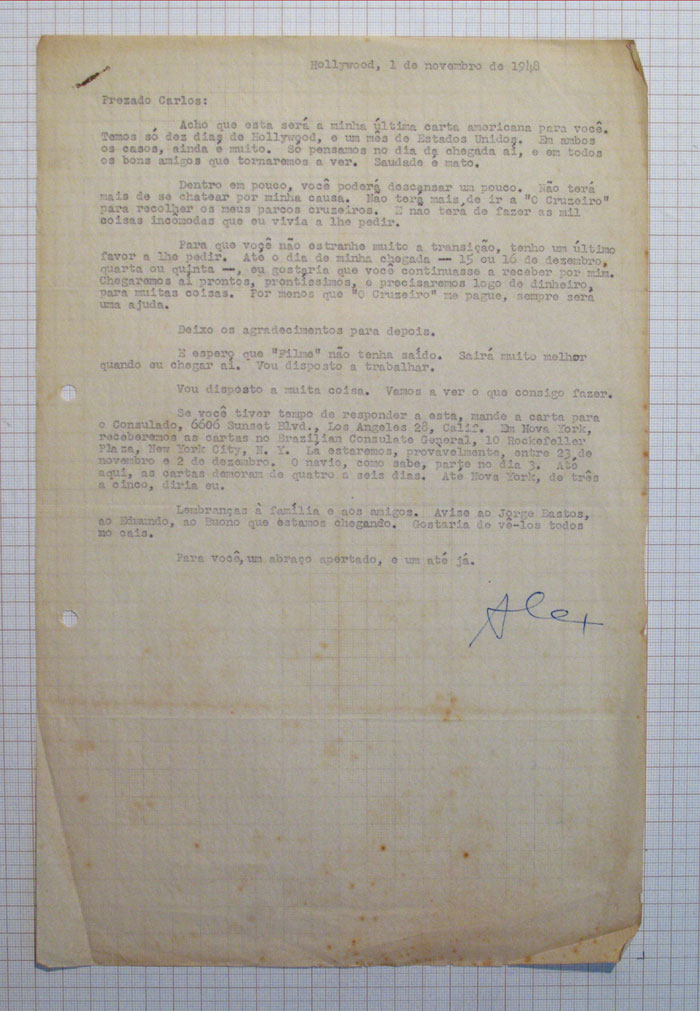 Hollywood, 1 de novembro de 1948
Prezado Carlos:
Acho que esta será a minha última carta americana para você.
Temos só dez dias de Hollywood, e um mês de Estados Unidos. Em ambos
os casos, ainda é muito. Só pensamos no dia da chegada aí, e em todos
os bons amigos que tornaremos a ver. Saudade é mato.
Dentro em pouco, você poderá descansar um pouco. Não terá
mais de se chatear por minha causa. Nao terá mais de ir a "O Cruzeiro"
para recolher os meus parcos cruzeiros. E nao terá de fazer as mil
coisas incômodas que eu vivia a lhe pedir.
Para que você não estranhe muito a transição, tenho um último
favor a lhe pedir. Até o dia de minha chegada — 15 ou 16 de dezembro,
quarta ou quinta —, eu gostaria que você continuasse a receber por mim.
Chegaremos aí prontos, prontíssimos, e precisaremos logo de dinheiro,
para muitas coisas. Por menos que "O Cruzeiro" me pague, sempre será
uma ajuda.
Deixo os agradecimentos para depois.
E espero que "Filme" não tenha saído. Sairá muito melhor
quando eu chegar aí. Vou disposto a trabalhar.
Vou disposto a muita coisa. Vamos a ver o que consigo fazer.
Se você tiver tempo de responder a esta, mande a carta para
o Consulado, 6606 Sunset Blvd., Los Angeles 28, Calif. Em Nova York,
receberemos as cartas no Brazilian Consulate General, 10 Rockefeller
Plaza, New York City, N. Y. La estaremos, provavelmente, entre 23 de
novembro e 2 de dezembro. O navio, como sabe, parte no dia 3. Até
aqui, as cartas demoram de quatro a seis dias. Até Nova York, de três
a cinco, diria eu.
Lembranças à família e aos amigos. Avise ao Jorge Bastos,
ao Edmundo, ao Buono que estamos chegando. Gostaria de vê-los todos
no cais.
Para você, um abraço apertado, e um até já.
Alex